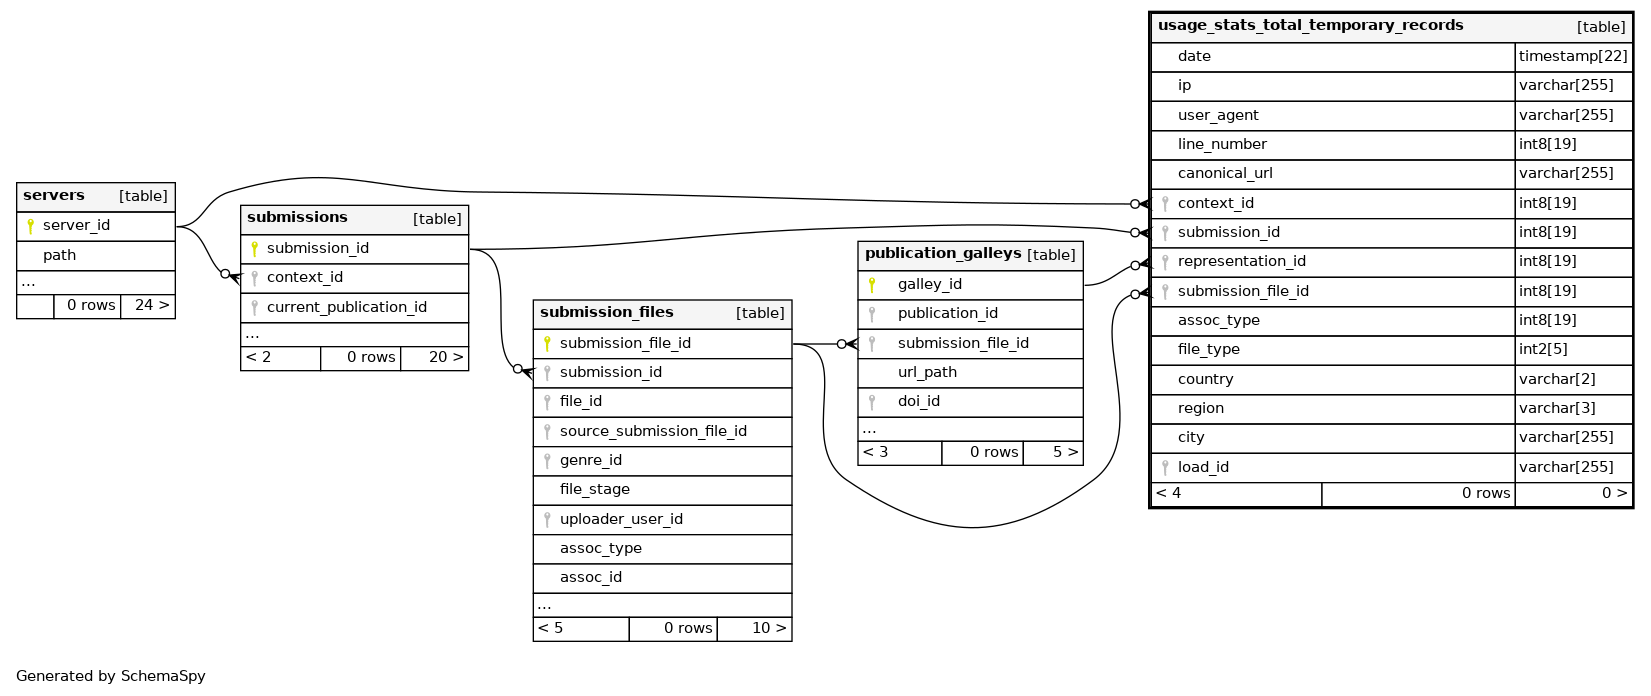 servers [table]
server_id
path
...
0 rows 24 >
submissions [table]
submission_id
context_id
current_publication_id
...
< 2 0 rows 20 >
submission_files [table]
submission_file_id
submission_id
file_id
source_submission_file_id
genre_id
file_stage
uploader_user_id
assoc_type
assoc_id
...
< 5 0 rows 10 >
publication_galleys [table]
galley_id
publication_id
submission_file_id
url_path
doi_id
...
< 3 0 rows 5 >
usage_stats_total_temporary_records [table]
date timestamp[22]
ip varchar[255]
user_agent varchar[255]
line_number int8[19]
canonical_url varchar[255]
context_id int8[19]
submission_id int8[19]
representation_id int8[19]
submission_file_id int8[19]
assoc_type int8[19]
file_type int2[5]
country varchar[2]
region varchar[3]
city varchar[255]
load_id varchar[255]
< 4 0 rows 0 >
Generated by SchemaSpy